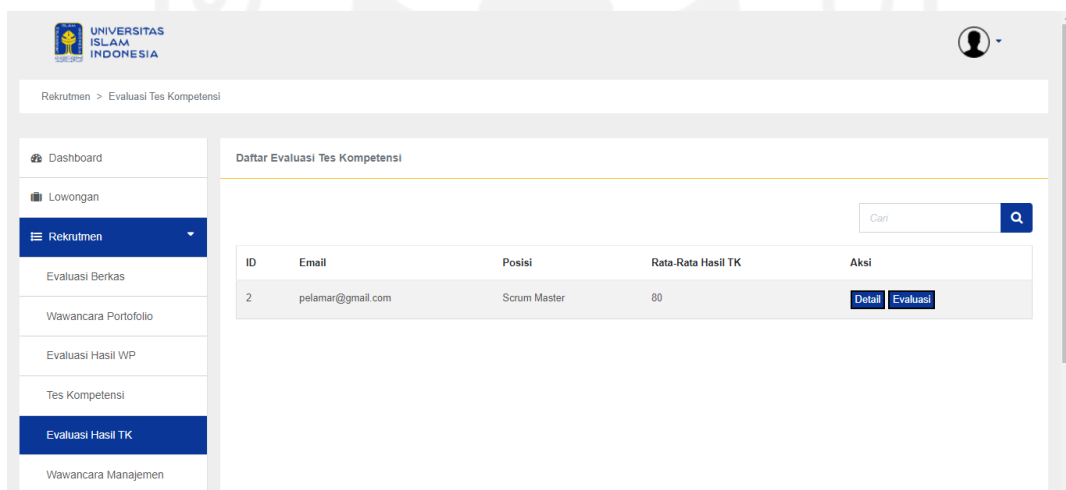 UNIVERSITAS
ISLAM
INDONESIA
Rekrutmen > Evaluasi Tes Kompetensi
Dashboard
Lowongan
Rekrutmen
Evaluasi Berkas
Wawancara Portofolio
Evaluasi Hasil WP
Tes Kompetensi
Evaluasi Hasil TK
Wawancara Manajemen
Daftar Evaluasi Tes Kompetensi
Cari
ID Email Posisi Rata-Rata Hasil TK Aksi
2 pelamar@gmail.com Scrum Master 80 Detail Evaluasi